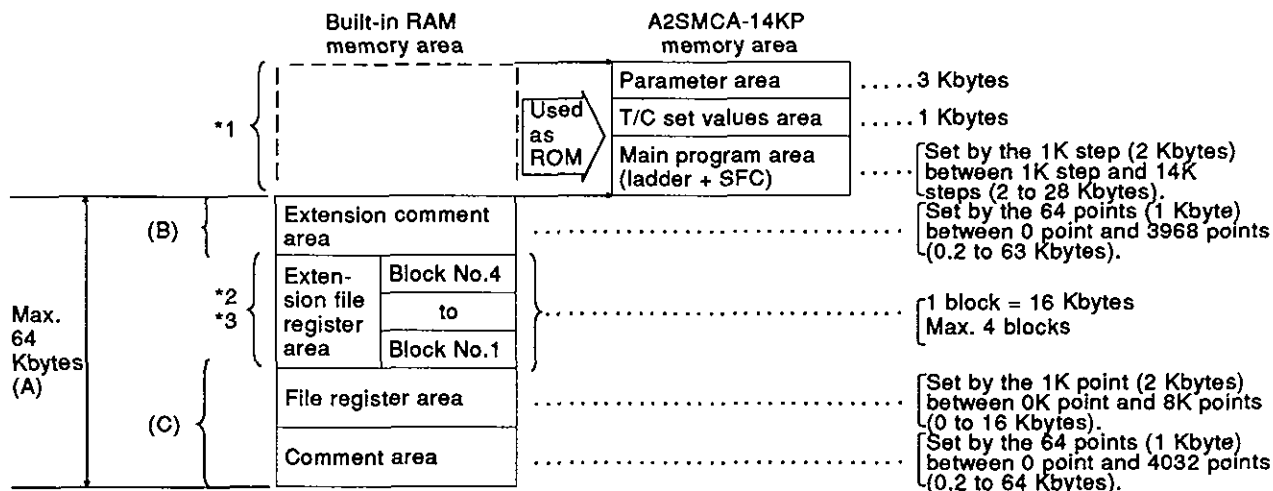 Built-in RAM
memory area
A2SMCA-14KP
memory area
*1
Used
as
ROM
Parameter area
.....3 Kbytes
T/C set values area
.....1 Kbytes
Main program area
(ladder + SFC)
.....
Set by the 1K step (2 Kbytes)
between 1K step and 14K
steps (2 to 28 Kbytes).
(B)
Extension comment
area
Set by the 64 points (1 Kbyte)
between 0 point and 3968 points
(0.2 to 63 Kbytes).
*2
*3
Exten-
sion file
register
area
Block No.4
to
Block No.1
1 block = 16 Kbytes
Max. 4 blocks
Max.
64
Kbytes
(A)
(C)
File register area
Set by the 1K point (2 Kbytes)
between 0K point and 8K points
(0 to 16 Kbytes).
Comment area
Set by the 64 points (1 Kbyte)
between 0 point and 4032 points
(0.2 to 64 Kbytes).